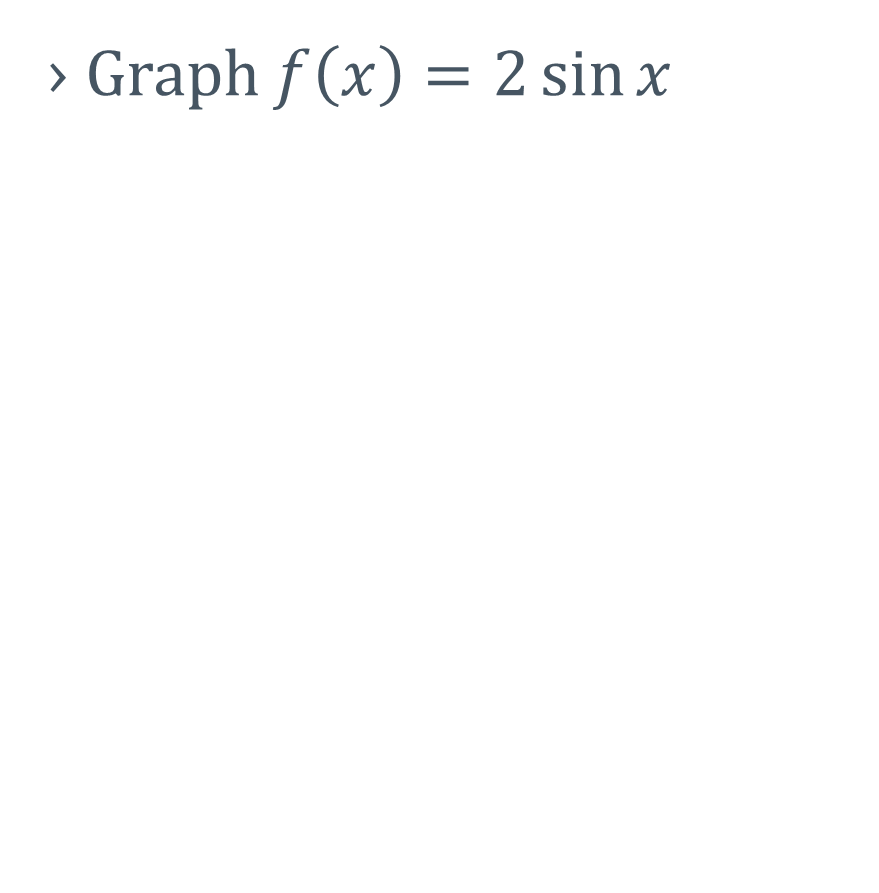 › Graph 𝑓(𝑥) = 2 sin 𝑥